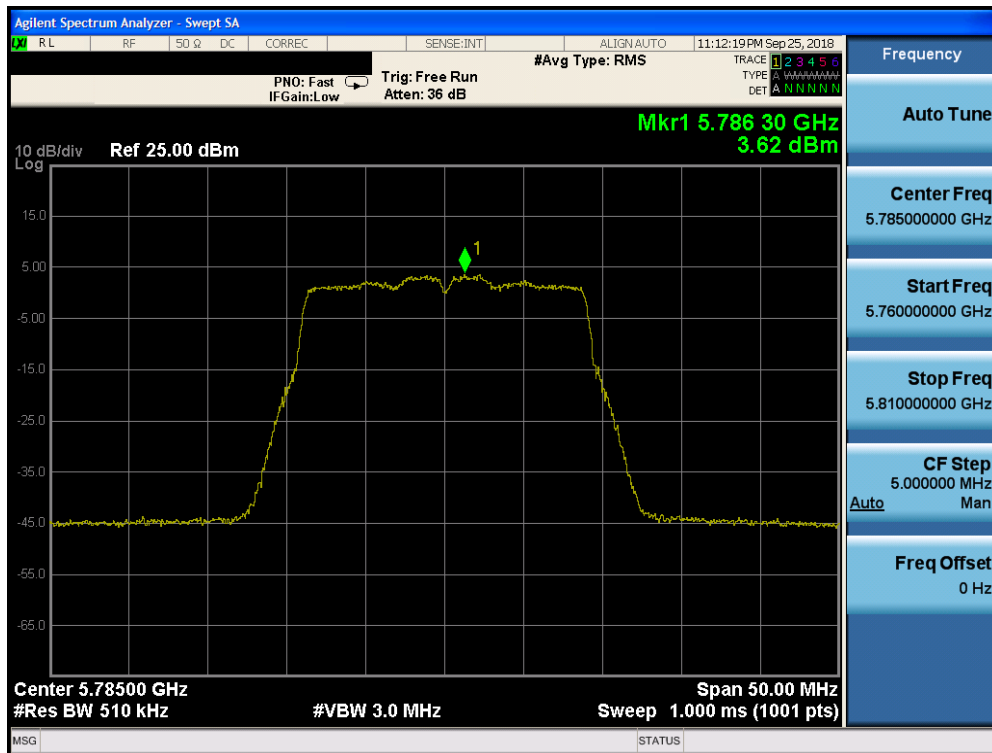 Agilent Spectrum Analyzer - Swept SA
LXI RL RF 50 Ω DC CORREC SENSE:INT ALIGN AUTO 11:12:19 PM Sep 25, 2018
#Avg Type: RMS
TRACE 1 2 3 4 5 6
TYPE A WWWWW
DET A N N N N N
PNO: Fast
IFGain:Low
Trig: Free Run
Atten: 36 dB
Mkr1 5.786 30 GHz
3.62 dBm
10 dB/div
Log
Ref 25.00 dBm
1
15.0
5.00
-5.00
-15.0
-25.0
-35.0
-45.0
-55.0
-65.0
Center 5.78500 GHz
Span 50.00 MHz
#Res BW 510 kHz
#VBW 3.0 MHz
Sweep 1.000 ms (1001 pts)
MSG
STATUS
Frequency
Auto Tune
Center Freq
5.785000000 GHz
Start Freq
5.760000000 GHz
Stop Freq
5.810000000 GHz
CF Step
5.000000 MHz
Auto Man
Freq Offset
0 Hz